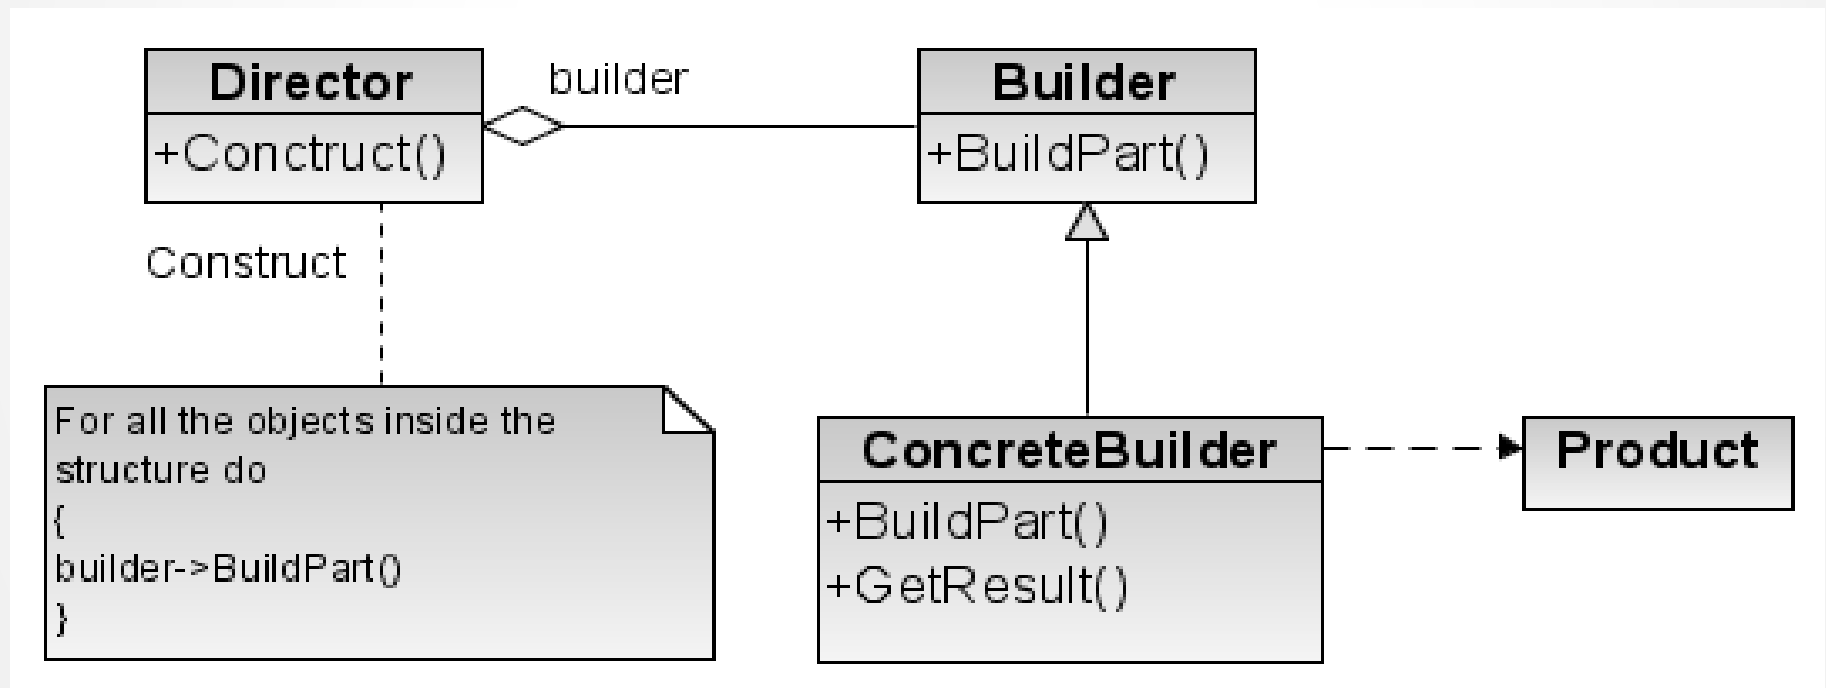 Director
+Conctruct()
builder
Builder
+BuildPart()
Construct
For all the objects inside the
structure do
{
builder->BuildPart()
}
ConcreteBuilder
+BuildPart()
+GetResult()
Product